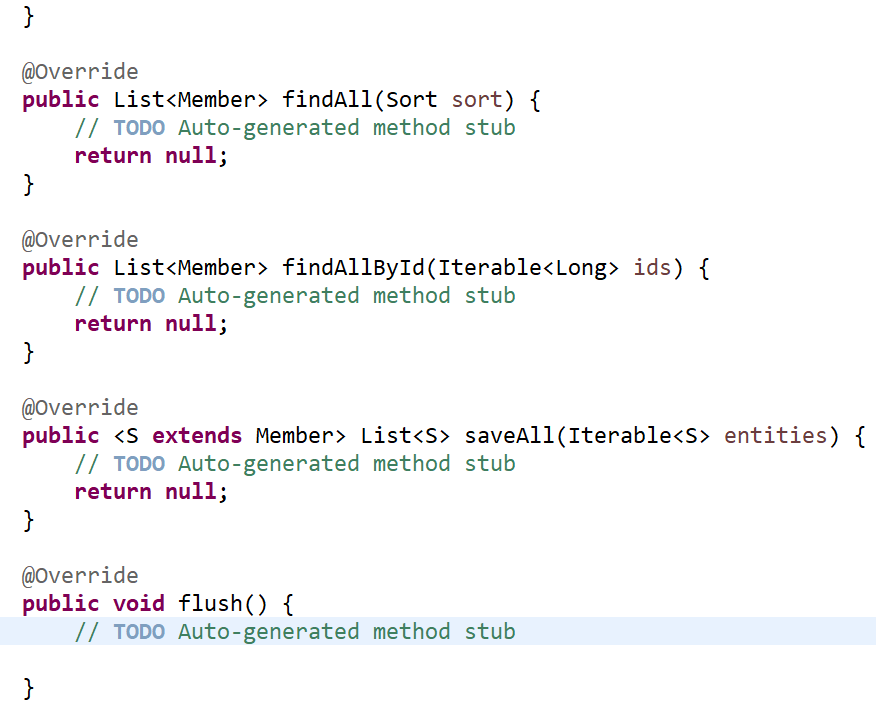 }
@Override
public List<Member> findAll(Sort sort) {
// TODO Auto-generated method stub
return null;
}
@Override
public List<Member> findAllById(Iterable<Long> ids) {
// TODO Auto-generated method stub
return null;
}
@Override
public <S extends Member> List<S> saveAll(Iterable<S> entities) {
// TODO Auto-generated method stub
return null;
}
@Override
public void flush() {
// TODO Auto-generated method stub
}